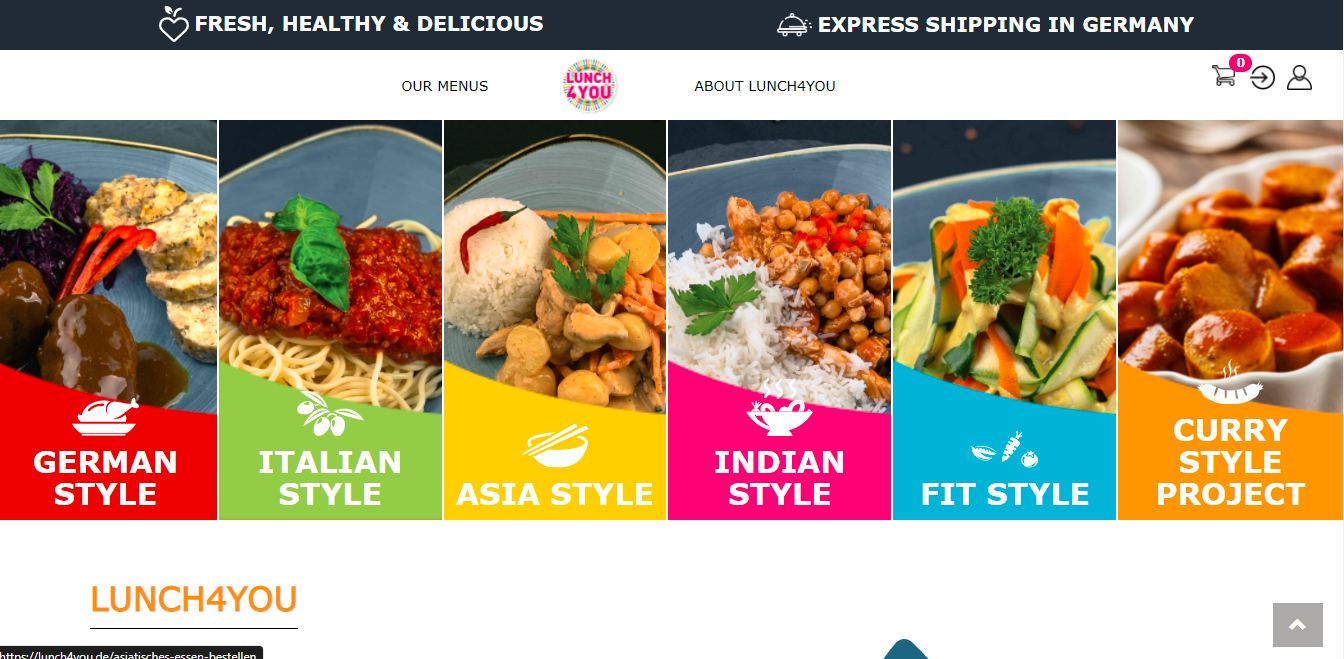 FRESH, HEALTHY & DELICIOUS
EXPRESS SHIPPING IN GERMANY
OUR MENUS
LUNCH
4YOU
ABOUT LUNCH4YOU
0
GERMAN
STYLE
ITALIAN
STYLE
ASIA STYLE
INDIAN
STYLE
FIT STYLE
CURRY
STYLE
PROJECT
LUNCH4YOU
https://lunch4you.de/asiatisches-essen-bestellen